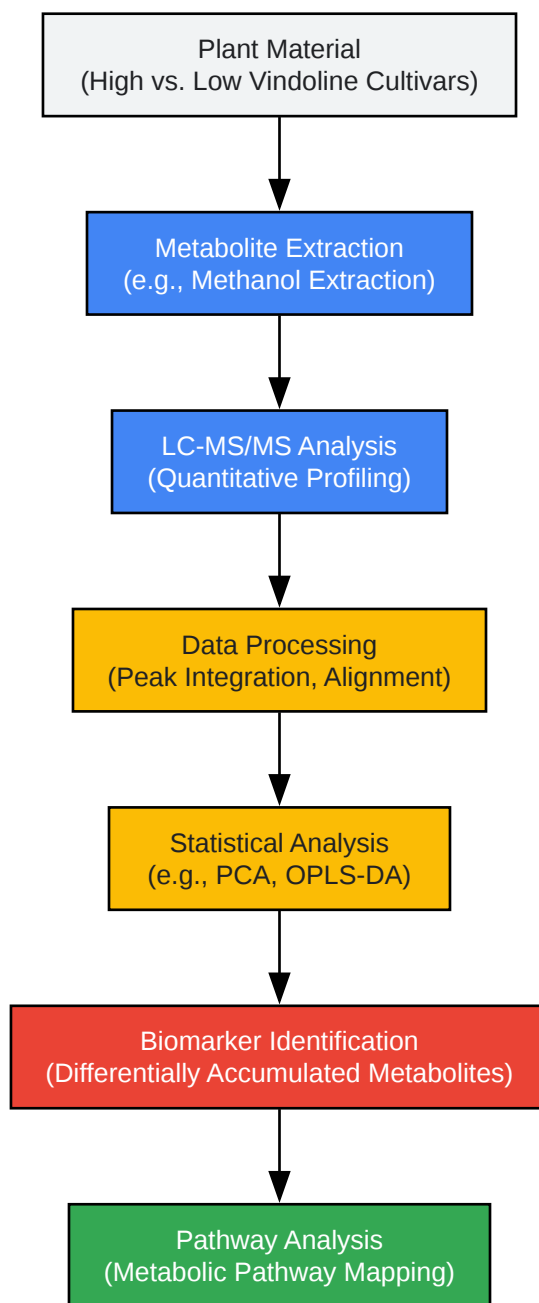 Plant Material
(High vs. Low Vindoline Cultivars)
Metabolite Extraction
(e.g., Methanol Extraction)
LC-MS/MS Analysis
(Quantitative Profiling)
Data Processing
(Peak Integration, Alignment)
Statistical Analysis
(e.g., PCA, OPLS-DA)
Biomarker Identification
(Differentially Accumulated Metabolites)
Pathway Analysis
(Metabolic Pathway Mapping)